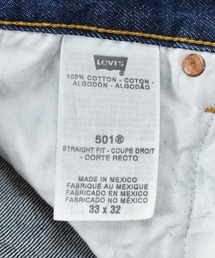 Levi's
100% COTTON - COTON -
ALGODÓN - ALGODÃO
501®
STRAIGHT FIT - COUPE DROIT
- CORTE RECTO
MADE IN MEXICO
FABRIQUE AU MEXIQUE
FABRICADO EN MEXICO
FABRICADO NO MÉXICO
33 x 32